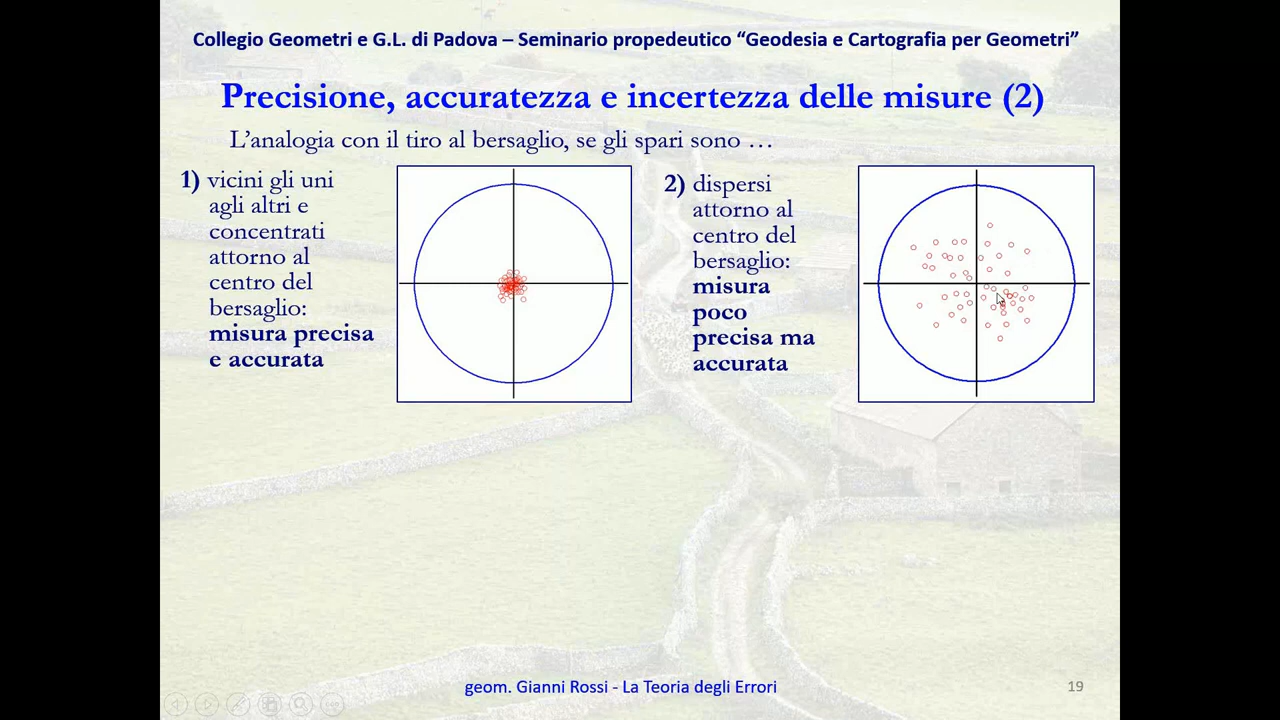 Collegio Geometri e G.L. di Padova – Seminario propedeutico “Geodesia e Cartografia per Geometri”
Precisione, accuratezza e incertezza delle misure (2)
L’analogia con il tiro al bersaglio, se gli spari sono …
1) vicini gli uni
agli altri e
concentrati
attorno al
centro del
bersaglio:
misura precisa
e accurata
2) dispersi
attorno al
centro del
bersaglio:
misura
poco
precisa ma
accurata
geom. Gianni Rossi - La Teoria degli Errori
19